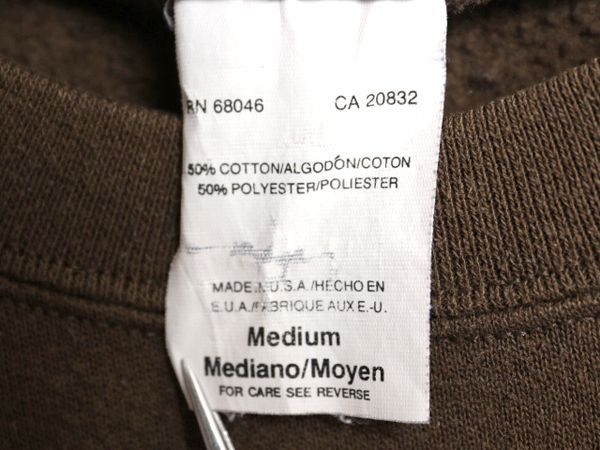 RN 68046 CA 20832
50% COTTON/ALGODÓN/COTON
50% POLYESTER/POLIESTER
MADE IN U.S.A./HECHO EN
E.U.A./FABRIQUE AUX E.-U.
Medium
Mediano/Moyen
FOR CARE SEE REVERSE